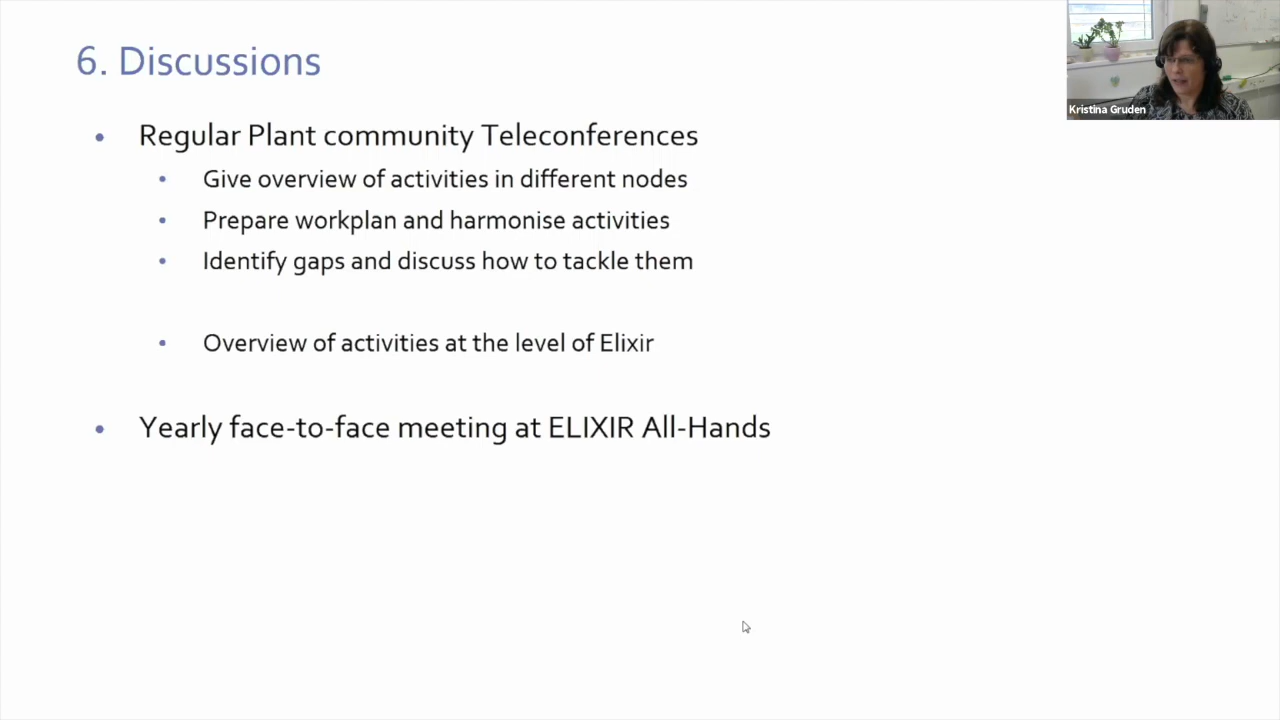 6. Discussions
Kristina Gruden
• Regular Plant community Teleconferences
• Give overview of activities in different nodes
• Prepare workplan and harmonise activities
• Identify gaps and discuss how to tackle them
• Overview of activities at the level of Elixir
• Yearly face-to-face meeting at ELIXIR All-Hands